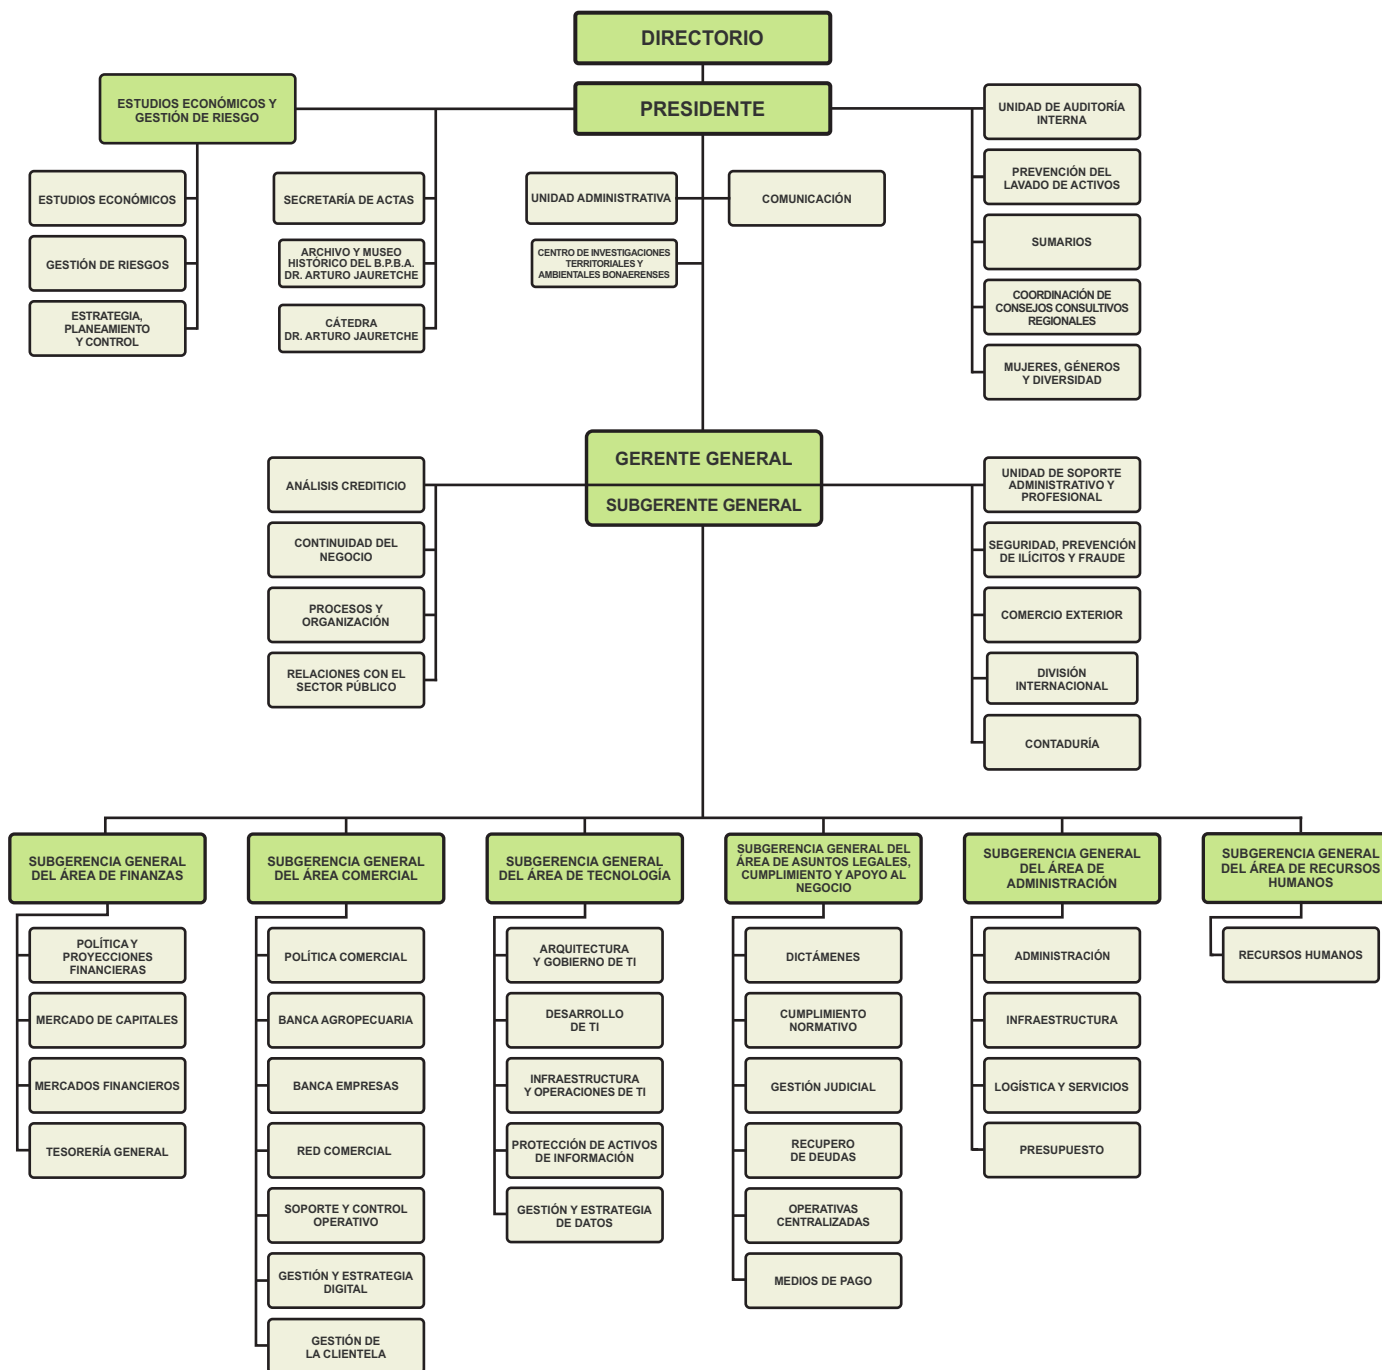 DIRECTORIO
PRESIDENTE
ESTUDIOS ECONÓMICOS Y
GESTIÓN DE RIESGO
ESTUDIOS ECONÓMICOS
GESTIÓN DE RIESGOS
ESTRATEGIA,
PLANEAMIENTO
Y CONTROL
SECRETARÍA DE ACTAS
ARCHIVO Y MUSEO
HISTÓRICO DEL B.P.B.A.
DR. ARTURO JAURETCHE
CÁTEDRA
DR. ARTURO JAURETCHE
UNIDAD ADMINISTRATIVA
COMUNICACIÓN
CENTRO DE INVESTIGACIONES
TERRITORIALES Y
AMBIENTALES BONAERENSES
UNIDAD DE AUDITORÍA
INTERNA
PREVENCIÓN DEL
LAVADO DE ACTIVOS
SUMARIOS
COORDINACIÓN DE
CONSEJOS CONSULTIVOS
REGIONALES
MUJERES, GÉNEROS
Y DIVERSIDAD
GERENTE GENERAL
SUBGERENTE GENERAL
ANÁLISIS CREDITICIO
CONTINUIDAD DEL
NEGOCIO
PROCESOS Y
ORGANIZACIÓN
RELACIONES CON EL
SECTOR PÚBLICO
UNIDAD DE SOPORTE
ADMINISTRATIVO Y
PROFESIONAL
SEGURIDAD, PREVENCIÓN
DE ILÍCITOS Y FRAUDE
COMERCIO EXTERIOR
DIVISIÓN
INTERNACIONAL
CONTADURÍA
SUBGERENCIA GENERAL
DEL ÁREA DE FINANZAS
POLÍTICA Y
PROYECCIONES
FINANCIERAS
MERCADO DE CAPITALES
MERCADOS FINANCIEROS
TESORERÍA GENERAL
SUBGERENCIA GENERAL
DEL ÁREA COMERCIAL
POLÍTICA COMERCIAL
BANCA AGROPECUARIA
BANCA EMPRESAS
RED COMERCIAL
SOPORTE Y CONTROL
OPERATIVO
GESTIÓN Y ESTRATEGIA
DIGITAL
GESTIÓN DE
LA CLIENTELA
SUBGERENCIA GENERAL
DEL ÁREA DE TECNOLOGÍA
ARQUITECTURA
Y GOBIERNO DE TI
DESARROLLO
DE TI
INFRAESTRUCTURA
Y OPERACIONES DE TI
PROTECCIÓN DE ACTIVOS
DE INFORMACIÓN
GESTIÓN Y ESTRATEGIA
DE DATOS
SUBGERENCIA GENERAL DEL
ÁREA DE ASUNTOS LEGALES,
CUMPLIMIENTO Y APOYO AL
NEGOCIO
DICTÁMENES
CUMPLIMIENTO
NORMATIVO
GESTIÓN JUDICIAL
RECUPERO
DE DEUDAS
OPERATIVAS
CENTRALIZADAS
MEDIOS DE PAGO
SUBGERENCIA GENERAL
DEL ÁREA DE
ADMINISTRACIÓN
ADMINISTRACIÓN
INFRAESTRUCTURA
LOGÍSTICA Y SERVICIOS
PRESUPUESTO
SUBGERENCIA GENERAL
DEL ÁREA DE RECURSOS
HUMANOS
RECURSOS HUMANOS